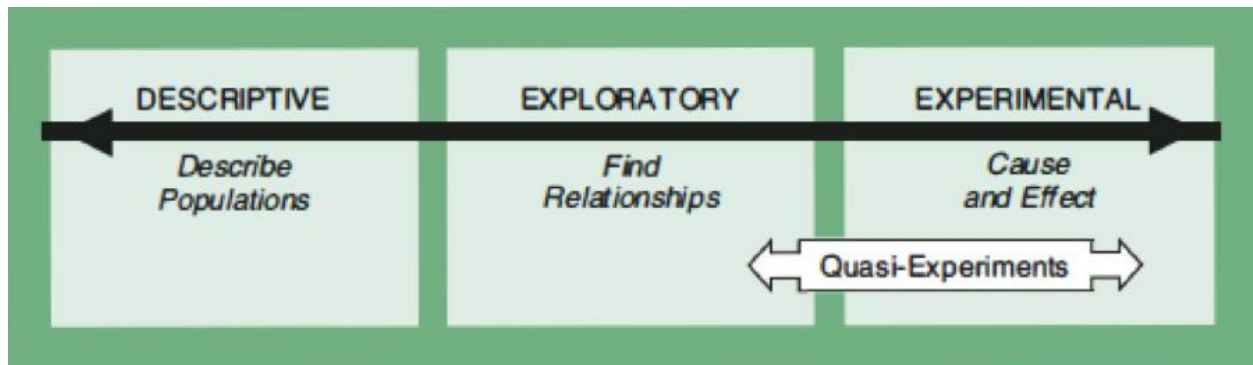 DESCRIPTIVE
Describe
Populations
EXPLORATORY
Find
Relationships
EXPERIMENTAL
Cause
and Effect
Quasi-Experiments